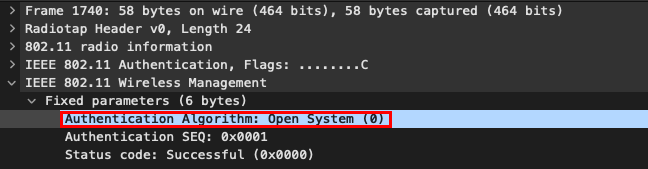 Frame 1740: 58 bytes on wire (464 bits), 58 bytes captured (464 bits)
Radiotap Header v0, Length 24
802.11 radio information
IEEE 802.11 Authentication, Flags: ........C
IEEE 802.11 Wireless Management
Fixed parameters (6 bytes)
Authentication Algorithm: Open System (0)
Authentication SEQ: 0x0001
Status code: Successful (0x0000)